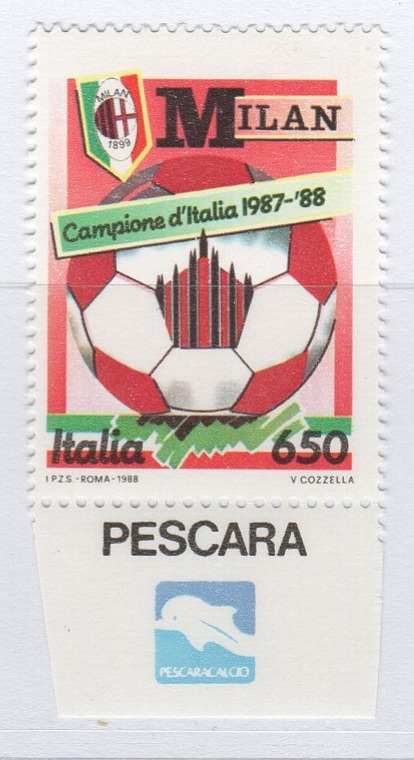 MILAN
1899
MILAN
Campione d'Italia 1987-'88
Italia 650
I.P.Z.S.-ROMA-1988 V COZZELLA
PESCARA
PESCARACALCIO